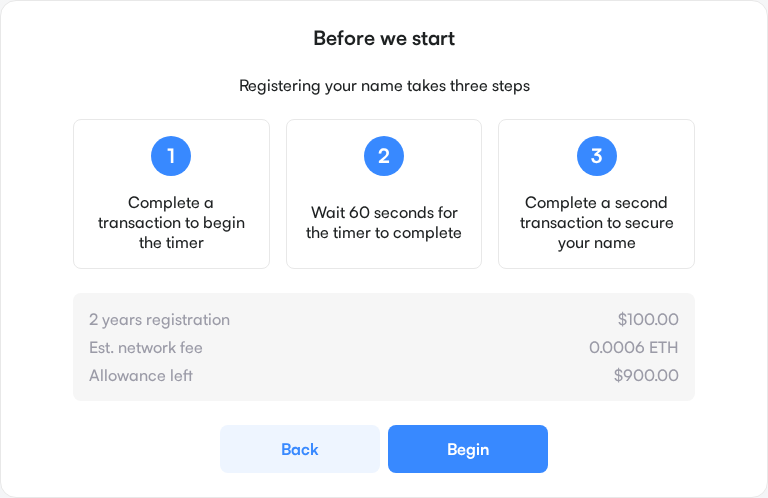 Before we start
Registering your name takes three steps
1
Complete a
transaction to begin
the timer
2
Wait 60 seconds for
the timer to complete
3
Complete a second
transaction to secure
your name
2 years registration $100.00
Est. network fee 0.0006 ETH
Allowance left $900.00
Back Begin